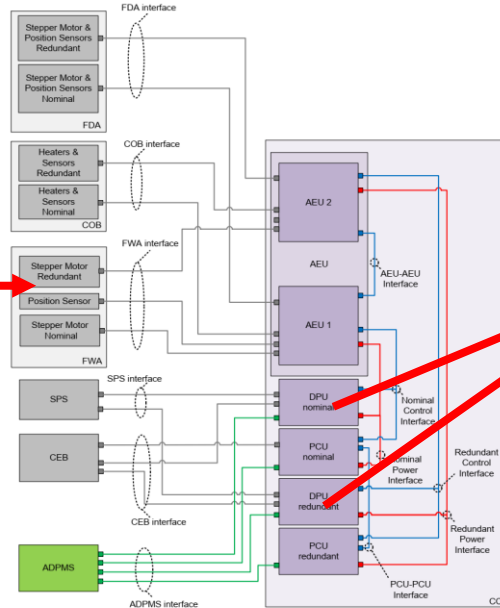 FDA interface
Stepper Motor &
Position Sensors
Redundant
Stepper Motor &
Position Sensors
Nominal
FDA
COB interface
Heaters &
Sensors
Redundant
Heaters &
Sensors
Nominal
COB
FWA interface
Stepper Motor
Redundant
Position Sensor
Stepper Motor
Nominal
FWA
SPS interface
SPS
CEB
CEB interface
ADPMS
ADPMS interface
AEU 2
AEU
AEU-AEU
Interface
AEU 1
DPU
nominal
Nominal
Control
Interface
PCU
nominal
Nominal
Power
Interface
DPU
redundant
Redundant
Control
Interface
PCU
redundant
Redundant
Power
Interface
PCU-PCU
Interface